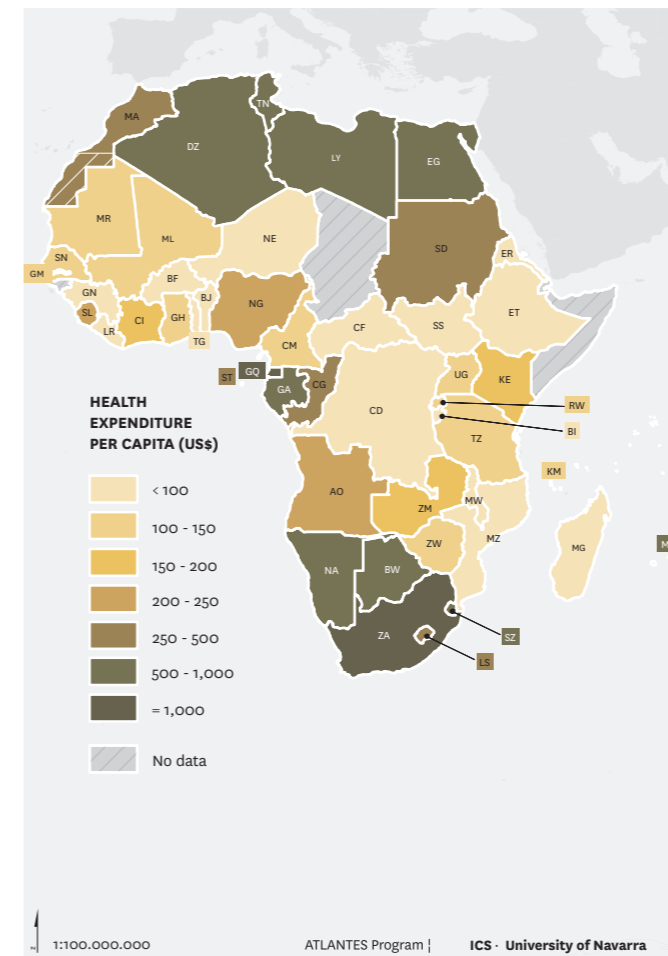 MA
TN
DZ
LY
EG
MR
ML
NE
SD
ER
SN
GM
BF
GN
BJ
NG
ET
SL
CI
GH
LR
TG
CF
SS
CM
ST
GQ
GA
CG
UG
KE
CD
RW
BI
TZ
KM
AO
MW
ZM
MZ
ZW
MG
NA
BW
ZA
SZ
LS
HEALTH
EXPENDITURE
PER CAPITA (US$)
< 100
100 - 150
150 - 200
200 - 250
250 - 500
500 - 1,000
= 1,000
No data
N
1:100.000.000
ATLANTES Program ¦ ICS · University of Navarra